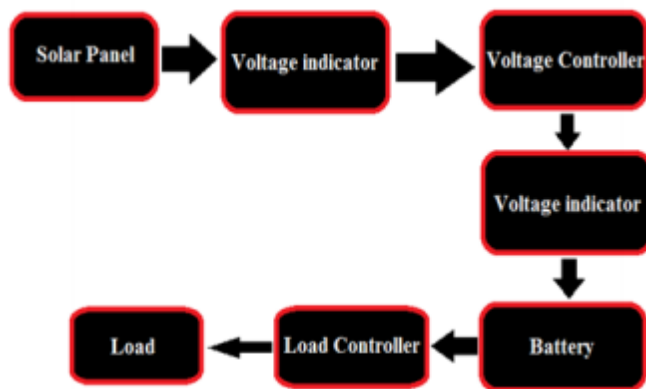 Solar Panel
Voltage indicator
Voltage Controller
Voltage indicator
Battery
Load Controller
Load